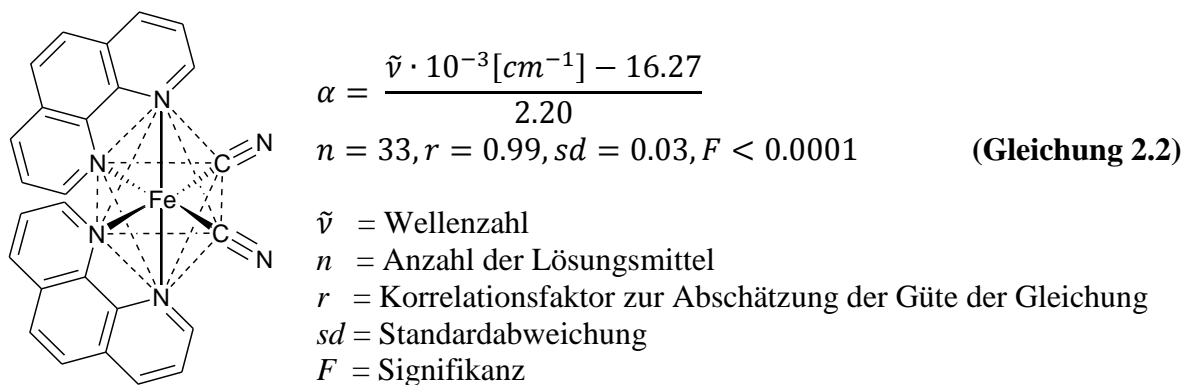 N
N
N
N
Fe
C
N
C
N
α = (ν̃ · 10⁻³[cm⁻¹] − 16.27) / 2.20
n = 33, r = 0.99, sd = 0.03, F < 0.0001 (Gleichung 2.2)
ν̃ = Wellenzahl
n = Anzahl der Lösungsmittel
r = Korrelationsfaktor zur Abschätzung der Güte der Gleichung
sd = Standardabweichung
F = Signifikanz